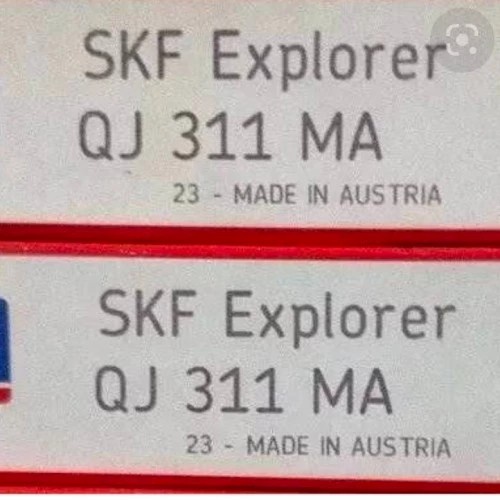 SKF Explorer
QJ 311 MA
23 - MADE IN AUSTRIA
SKF Explorer
QJ 311 MA
23 - MADE IN AUSTRIA